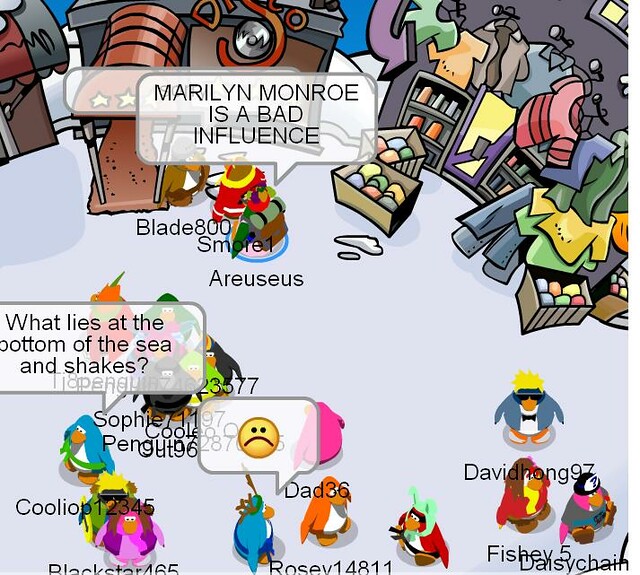 MARILYN MONROE
IS A BAD
INFLUENCE
Blade800
Smore1
Areuseus
What lies at the
bottom of the sea
and shakes?
Cooliop12345
Dad36
Davidhong97
Rosey14811
Blackstar465
Fishey 5
Daisychain